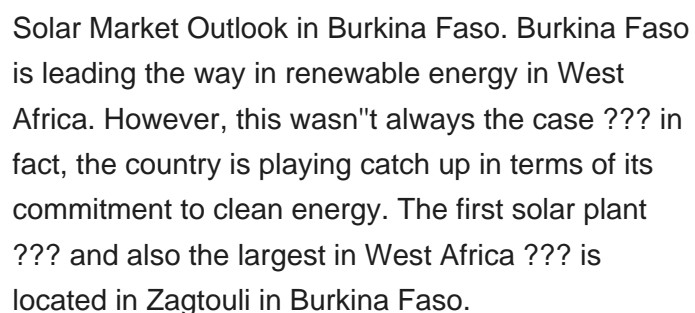 Solar Market Outlook in Burkina Faso. Burkina Faso
is leading the way in renewable energy in West
Africa. However, this wasn"t always the case ??? in
fact, the country is playing catch up in terms of its
commitment to clean energy. The first solar plant
??? and also the largest in West Africa ??? is
located in Zagtouli in Burkina Faso.